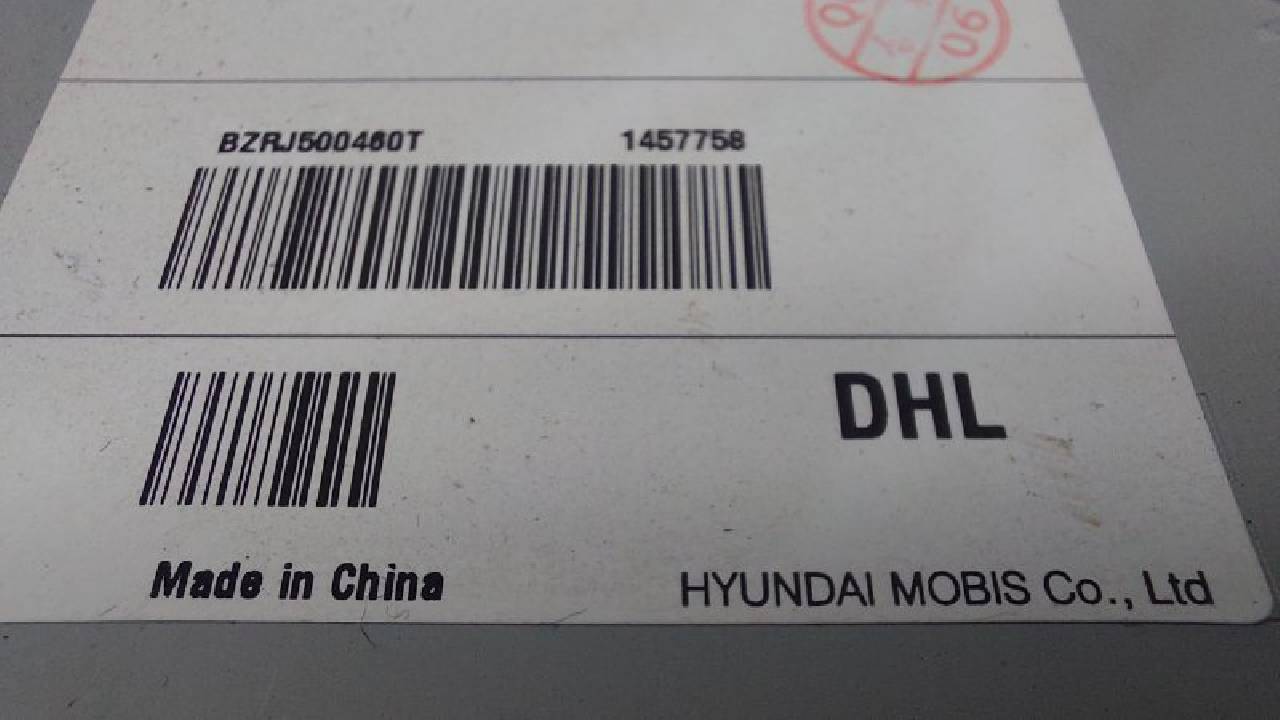 BZRJ500460T 1457758
DHL
Made in China HYUNDAI MOBIS Co., Ltd